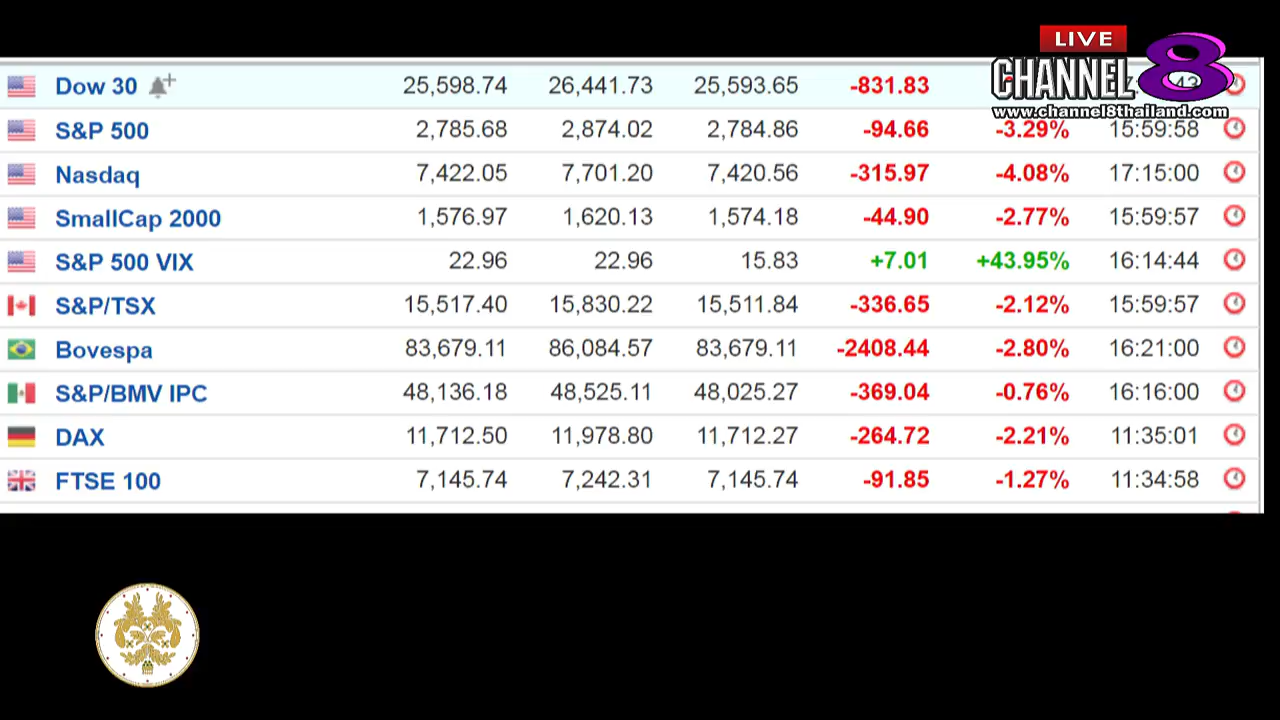 LIVE
CHANNEL 8
www.channel8thailand.com
Dow 30 25,598.74 26,441.73 25,593.65 -831.83
S&P 500 2,785.68 2,874.02 2,784.86 -94.66 -3.29% 15:59:58
Nasdaq 7,422.05 7,701.20 7,420.56 -315.97 -4.08% 17:15:00
SmallCap 2000 1,576.97 1,620.13 1,574.18 -44.90 -2.77% 15:59:57
S&P 500 VIX 22.96 22.96 15.83 +7.01 +43.95% 16:14:44
S&P/TSX 15,517.40 15,830.22 15,511.84 -336.65 -2.12% 15:59:57
Bovespa 83,679.11 86,084.57 83,679.11 -2408.44 -2.80% 16:21:00
S&P/BMV IPC 48,136.18 48,525.11 48,025.27 -369.04 -0.76% 16:16:00
DAX 11,712.50 11,978.80 11,712.27 -264.72 -2.21% 11:35:01
FTSE 100 7,145.74 7,242.31 7,145.74 -91.85 -1.27% 11:34:58